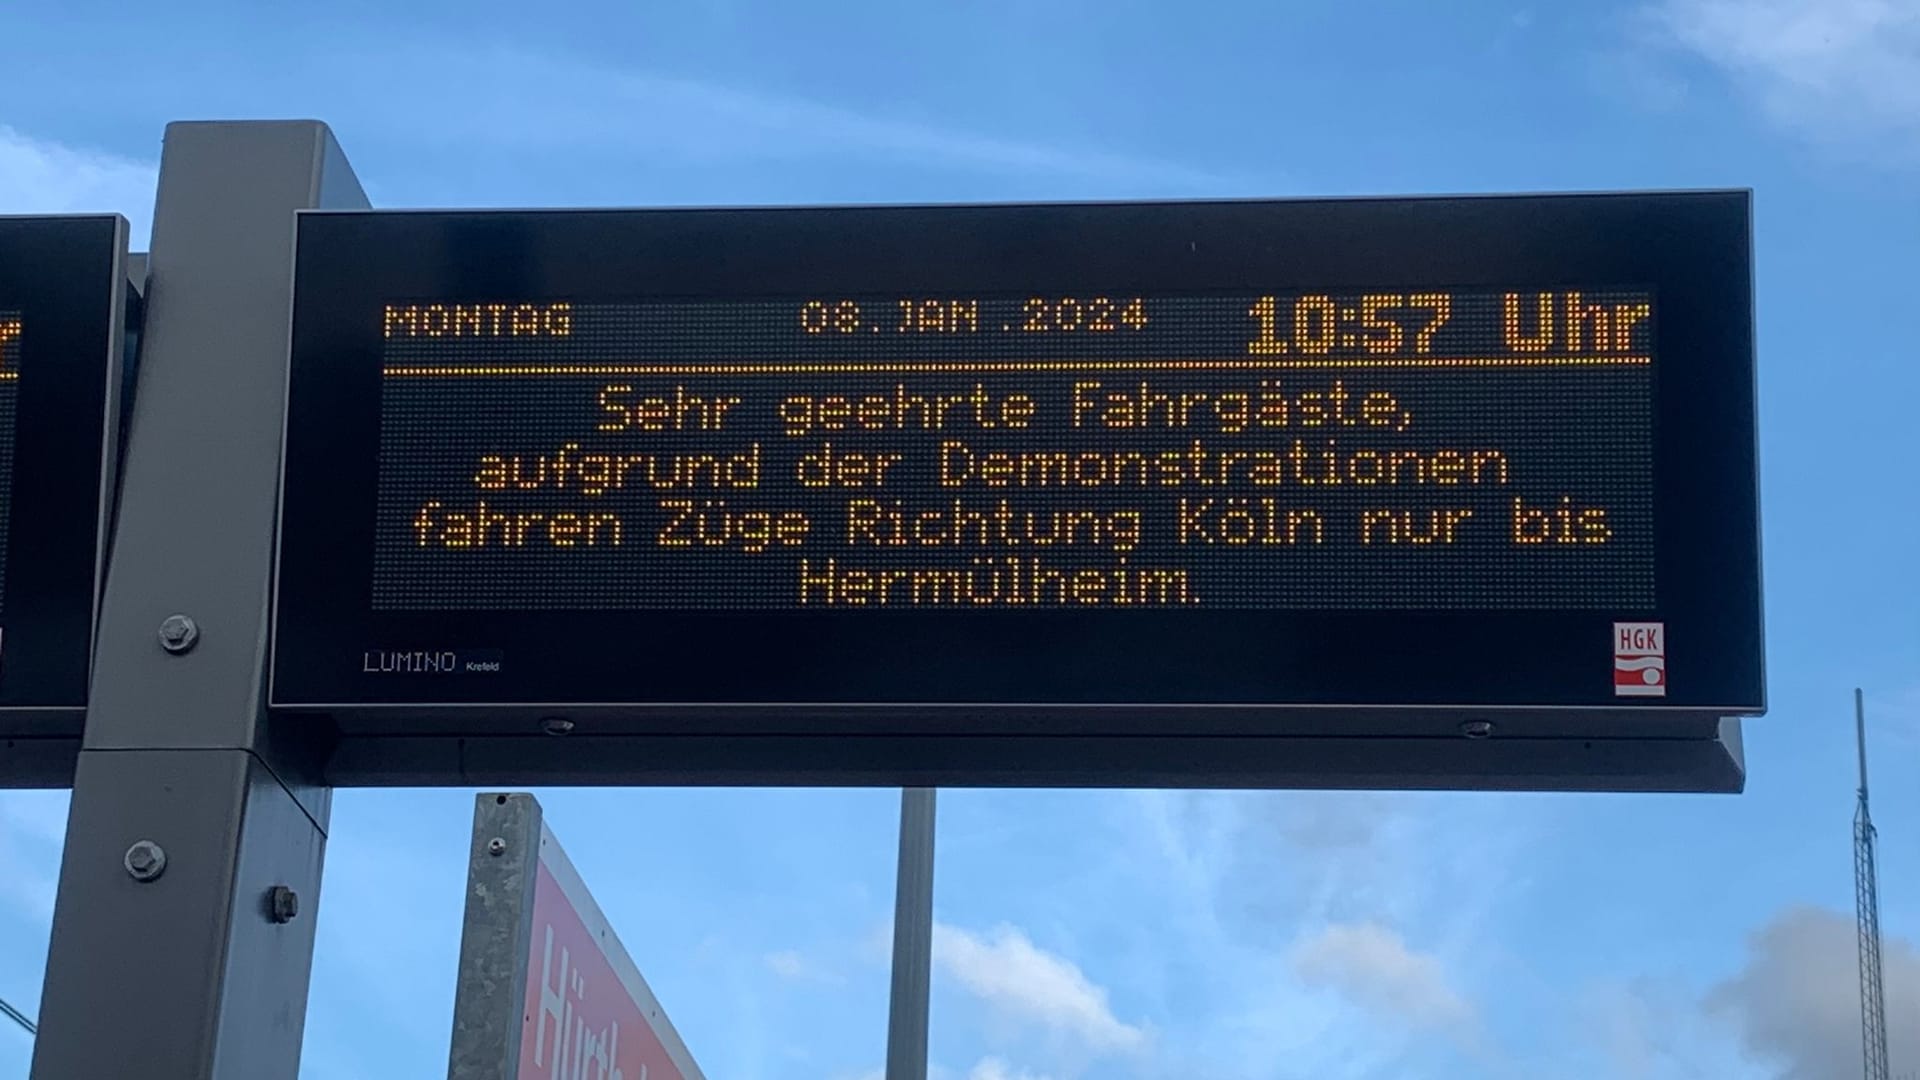 MONTAG 08.JAN.2024 10:57 Uhr
Sehr geehrte Fahrgäste,
aufgrund der Demonstrationen
fahren Züge Richtung Köln nur bis
Hermülheim.
LUMINO Krefeld
HGK